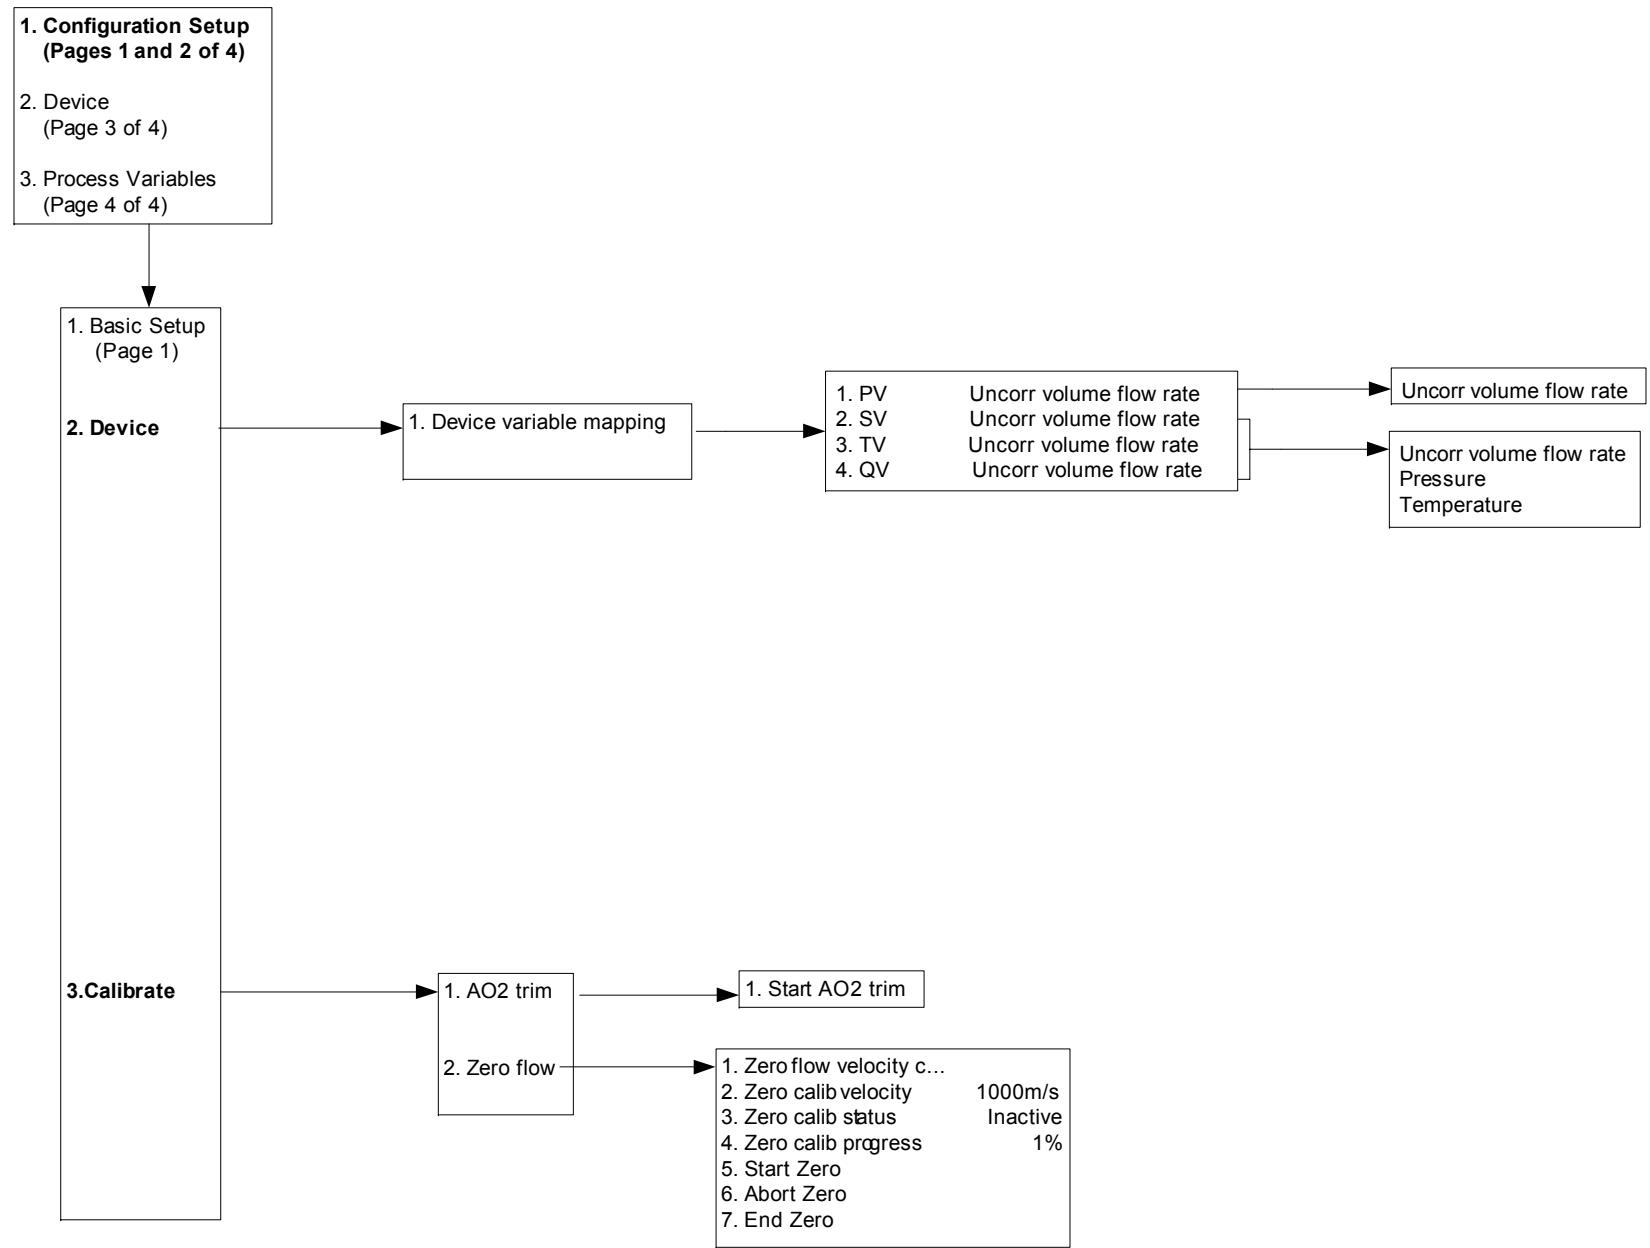 1. Configuration Setup
(Pages 1 and 2 of 4)
2. Device
(Page 3 of 4)
3. Process Variables
(Page 4 of 4)
1. Basic Setup
(Page 1)
2. Device
1. Device variable mapping
1. PV Uncorr volume flow rate
2. SV Uncorr volume flow rate
3. TV Uncorr volume flow rate
4. QV Uncorr volume flow rate
Uncorr volume flow rate
Uncorr volume flow rate
Pressure
Temperature
3.Calibrate
1. AO2 trim
1. Start AO2 trim
2. Zero flow
1. Zero flow velocity c...
2. Zero calib velocity 1000m/s
3. Zero calib status Inactive
4. Zero calib progress 1%
5. Start Zero
6. Abort Zero
7. End Zero